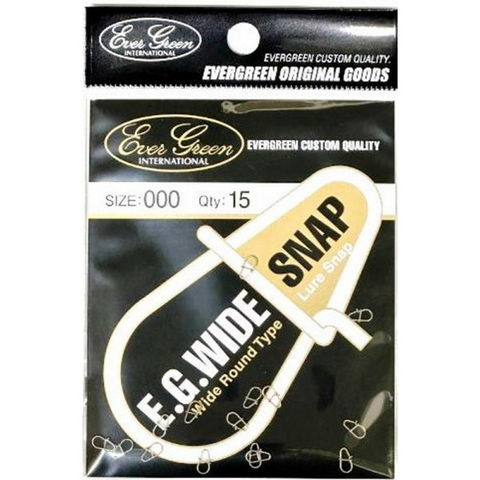 Ever Green
INTERNATIONAL
EVERGREEN CUSTOM QUALITY.
EVERGREEN ORIGINAL GOODS
Ever Green
INTERNATIONAL
EVERGREEN CUSTOM QUALITY
SIZE:000 Qty:15
E.G.WIDE SNAP
Wide Round Type
Lure Snap